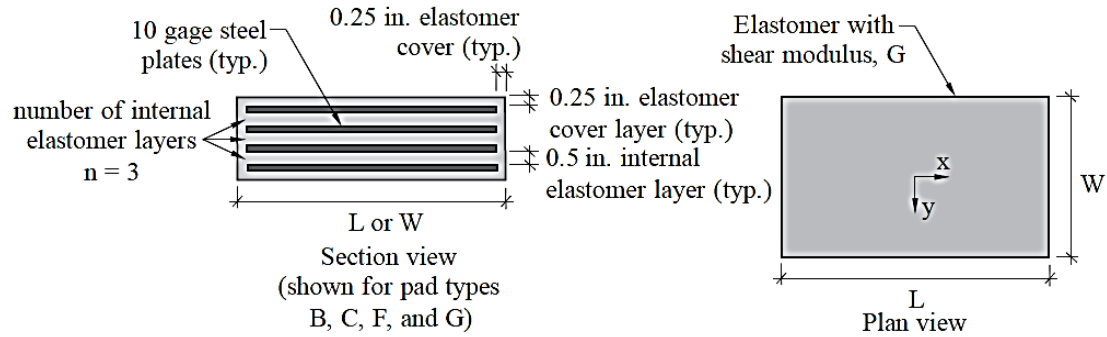 10 gage steel
plates (typ.)
0.25 in. elastomer
cover (typ.)
number of internal
elastomer layers
n = 3
0.25 in. elastomer
cover layer (typ.)
0.5 in. internal
elastomer layer (typ.)
L or W
Section view
(shown for pad types
B, C, F, and G)
Elastomer with
shear modulus, G
x
y
W
L
Plan view